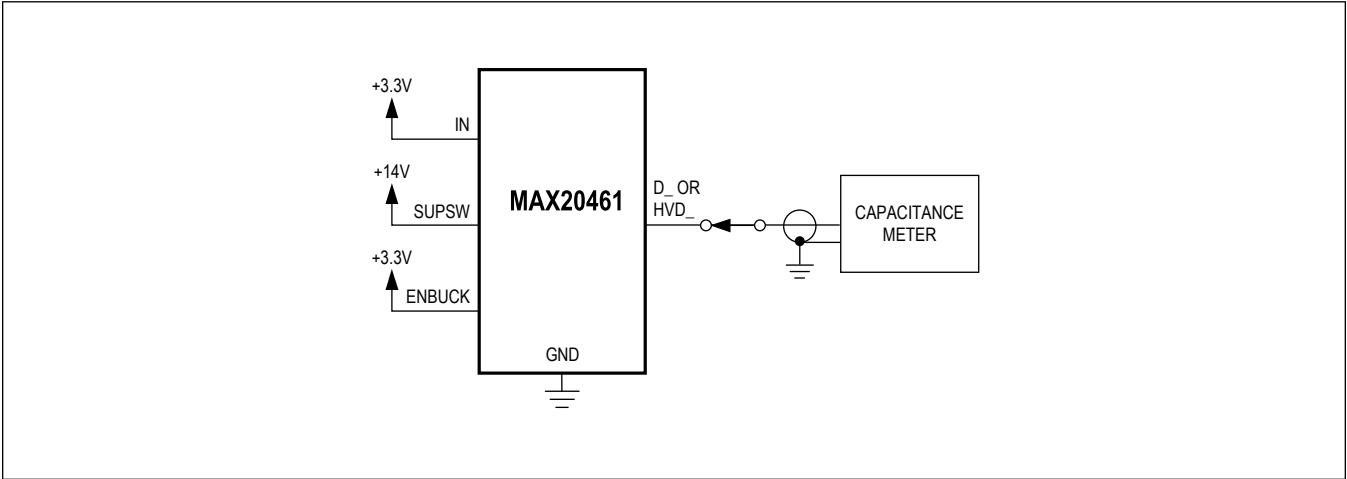 +3.3V
IN
+14V
SUPSW
+3.3V
ENBUCK
MAX20461
GND
D_ OR
HVD_
CAPACITANCE
METER